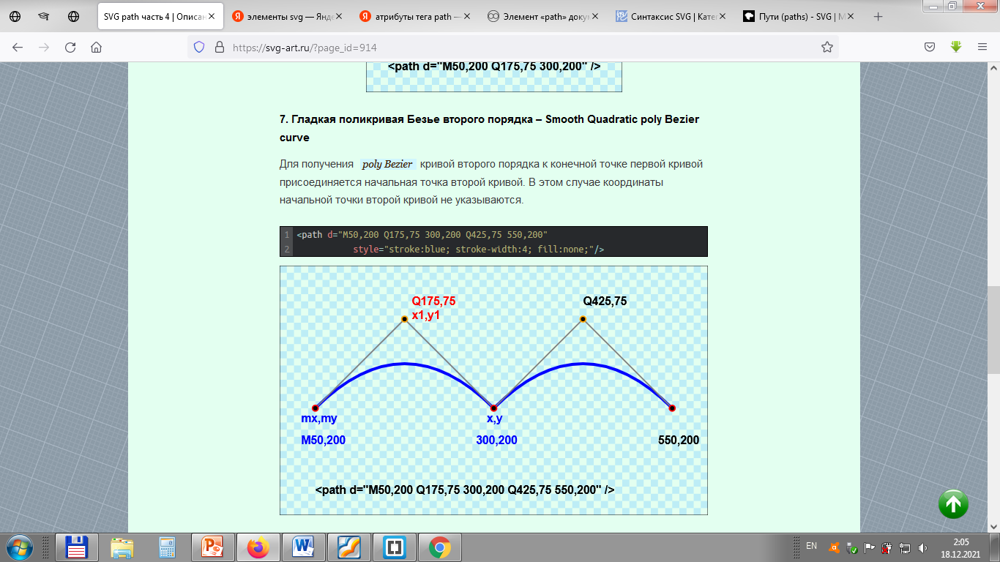 SVG path часть 4 | Описан
элементы svg — Янде
атрибуты тега path —
Элемент «path» докум
Синтаксис SVG | Катег
Пути (paths) - SVG | M
https://svg-art.ru/?page_id=914
<path d="M50,200 Q175,75 300,200" />
7. Гладкая поликривая Безье второго порядка – Smooth Quadratic poly Bezier
curve
Для получения poly Bezier кривой второго порядка к конечной точке первой кривой
присоединяется начальная точка второй кривой. В этом случае координаты
начальной точки второй кривой не указываются.
1 <path d="M50,200 Q175,75 300,200 Q425,75 550,200"
2 style="stroke:blue; stroke-width:4; fill:none;"/>
Q175,75
x1,y1
Q425,75
mx,my
x,y
M50,200
300,200
550,200
<path d="M50,200 Q175,75 300,200 Q425,75 550,200" />
EN
2:05
18.12.2021